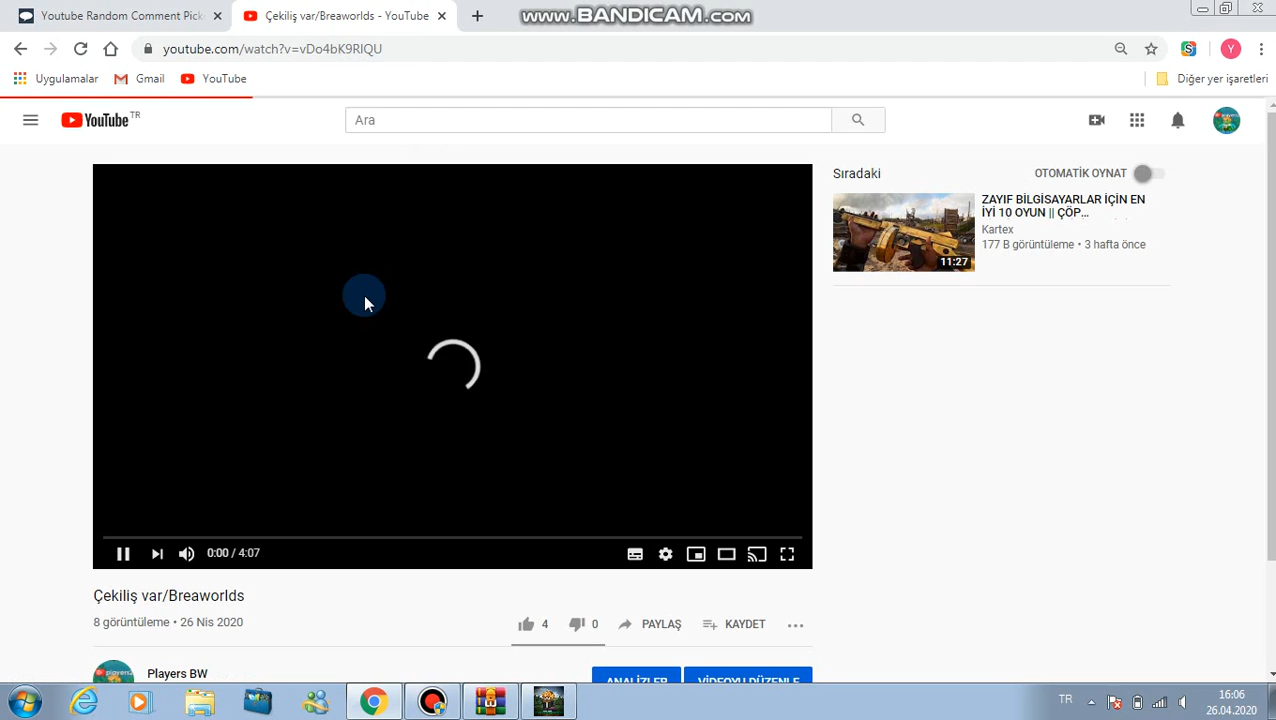 Youtube Random Comment Pick
Çekiliş var/Breaworlds - YouTube
www.BANDICAM.com
youtube.com/watch?v=vDo4bK9RIQU
Y
Uygulamalar
Gmail
YouTube
Diğer yer işaretleri
YouTube TR
Ara
Sıradaki
OTOMATİK OYNAT
ZAYIF BİLGİSAYARLAR İÇİN EN
İYİ 10 OYUN || ÇÖP...
Kartex
177 B görüntüleme • 3 hafta önce
11:27
0:00 / 4:07
Çekiliş var/Breaworlds
8 görüntüleme • 26 Nis 2020
4
0
PAYLAŞ
KAYDET
Players BW
ANALİZLER
VİDEOYU DÜZENLE
TR
16:06
26.04.2020